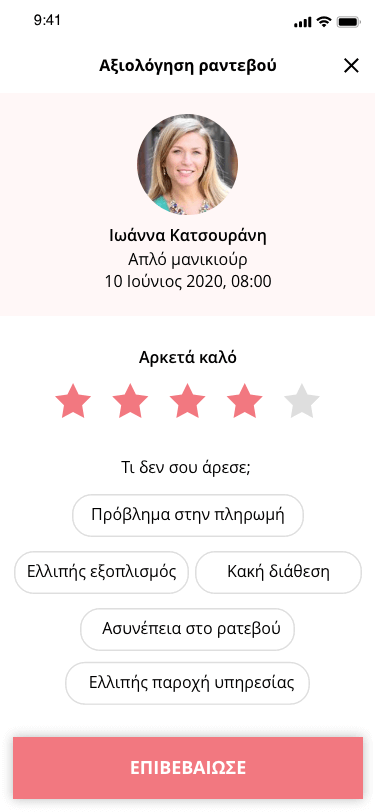 9:41
Αξιολόγηση ραντεβού
Ιωάννα Κατσουράνη
Απλό μανικιούρ
10 Ιούνιος 2020, 08:00
Αρκετά καλό
Τι δεν σου άρεσε;
Πρόβλημα στην πληρωμή
Ελλιπής εξοπλισμός
Κακή διάθεση
Ασυνέπεια στο ρατεβού
Ελλιπής παροχή υπηρεσίας
ΕΠΙΒΕΒΑΙΩΣΕ